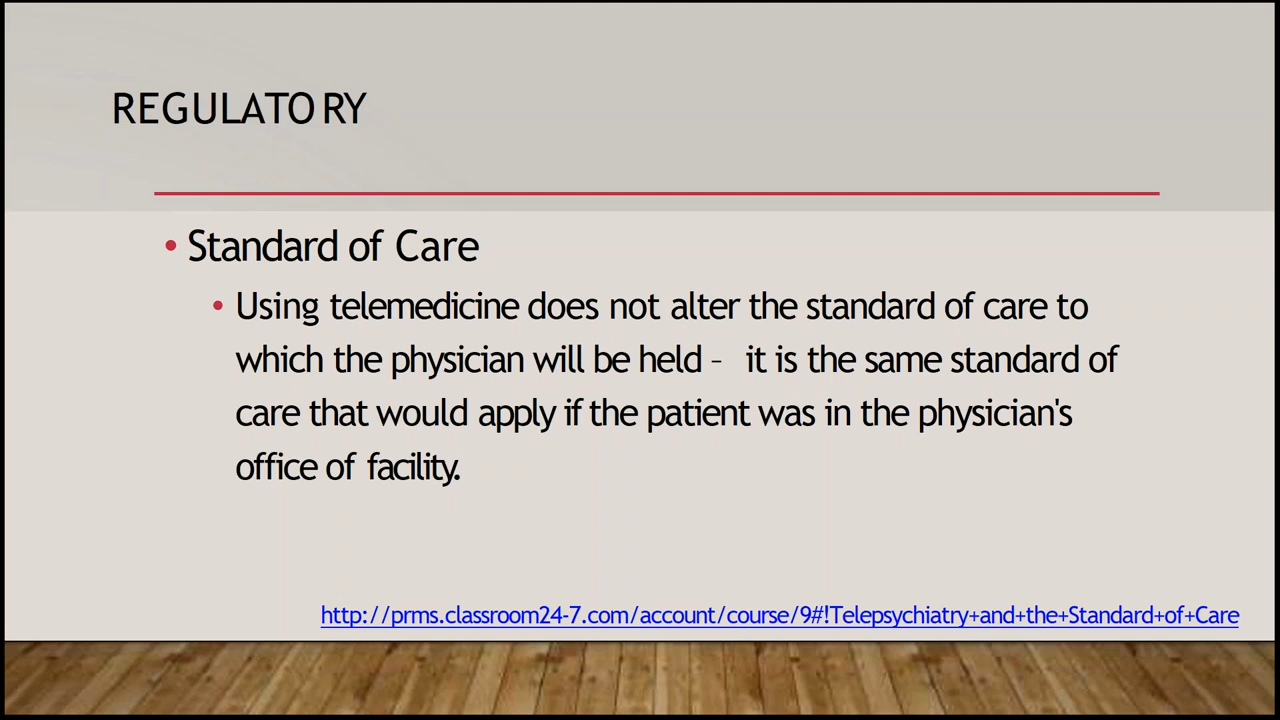 REGULATORY
• Standard of Care
• Using telemedicine does not alter the standard of care to
which the physician will be held – it is the same standard of
care that would apply if the patient was in the physician's
office of facility.
http://prms.classroom24-7.com/account/course/9#!Telepsychiatry+and+the+Standard+of+Care